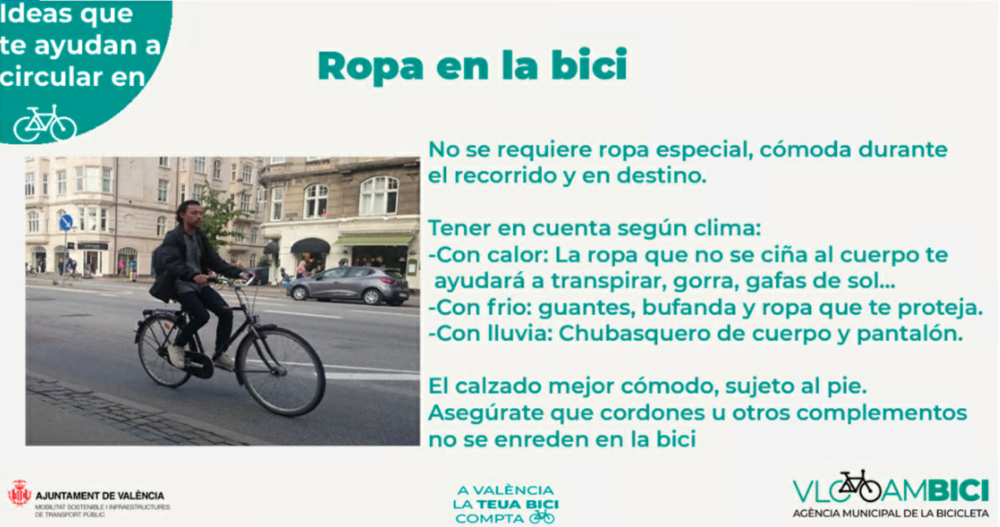 Ideas que
te ayudan a
circular en
Ropa en la bici
No se requiere ropa especial, cómoda durante
el recorrido y en destino.
Tener en cuenta según clima:
-Con calor: La ropa que no se ciña al cuerpo te
ayudará a transpirar, gorra, gafas de sol...
-Con frio: guantes, bufanda y ropa que te proteja.
-Con lluvia: Chubasquero de cuerpo y pantalón.
El calzado mejor cómodo, sujeto al pie.
Asegúrate que cordones u otros complementos
no se enreden en la bici
AJUNTAMENT DE VALÈNCIA
MOBILITAT SOSTENIBLE I INFRAESTRUCTURES
DE TRANSPORT PÚBLIC
A VALÈNCIA
LA TEUA BICI
COMPTA
VLCAMBICI
AGÈNCIA MUNICIPAL DE LA BICICLETA